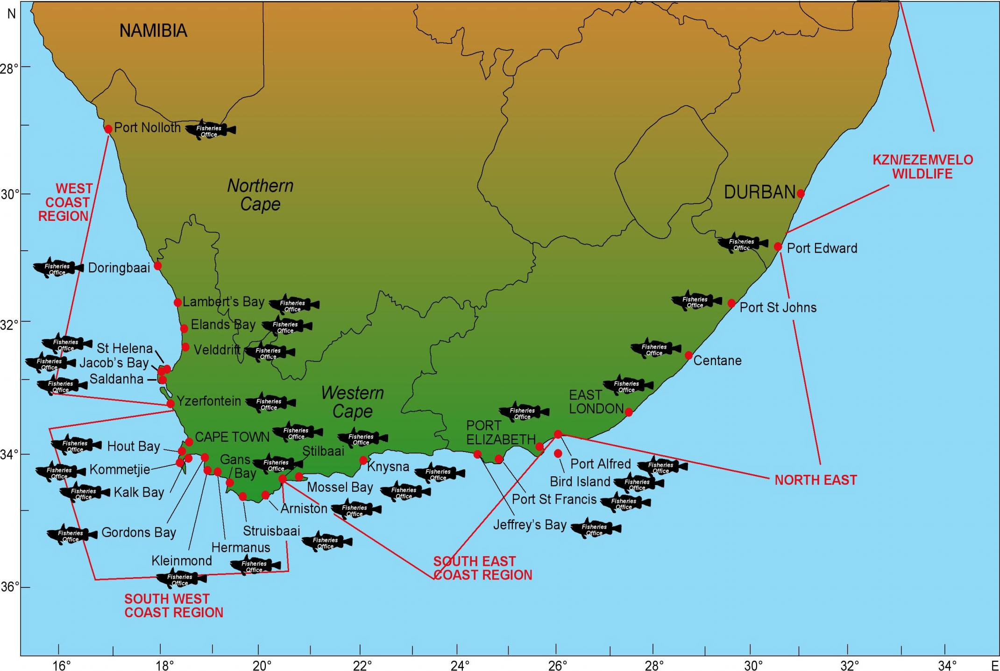 N
NAMIBIA
28°
Port Nolloth
Fisheries
Office
KZN/EZEMVELO
WILDLIFE
WEST
COAST
REGION
Northern
Cape
30°
DURBAN
Fisheries
Office
Port Edward
Fisheries
Office
Doringbaai
Lambert's Bay
Fisheries
Office
Fisheries
Office
Port St Johns
32°
Elands Bay
Fisheries
Office
Fisheries
Office
St Helena
Velddrift
Fisheries
Office
Fisheries
Office
Centane
Fisheries
Office
Jacob's Bay
Fisheries
Office
Saldanha
Fisheries
Office
EAST
LONDON
Yzerfontein
Fisheries
Office
Western
Cape
Fisheries
Office
PORT
ELIZABETH
CAPE TOWN
Fisheries
Office
Fisheries
Office
Fisheries
Office
Hout Bay
34°
Stilbaai
Gans
Bay
Fisheries
Office
Knysna
Fisheries
Office
Port Alfred
Fisheries
Office
Fisheries
Office
Kommetjie
Bird Island
Fisheries
Office
NORTH EAST
Fisheries
Office
Kalk Bay
Mossel Bay
Fisheries
Office
Port St Francis
Fisheries
Office
Arniston
Fisheries
Office
Jeffrey's Bay
Fisheries
Office
Fisheries
Office
Gordons Bay
Struisbaai
Fisheries
Office
Hermanus
Fisheries
Office
Kleinmond
Fisheries
Office
SOUTH EAST
COAST REGION
36°
SOUTH WEST
COAST REGION
16°
18°
20°
22°
24°
26°
28°
30°
32°
34°
E